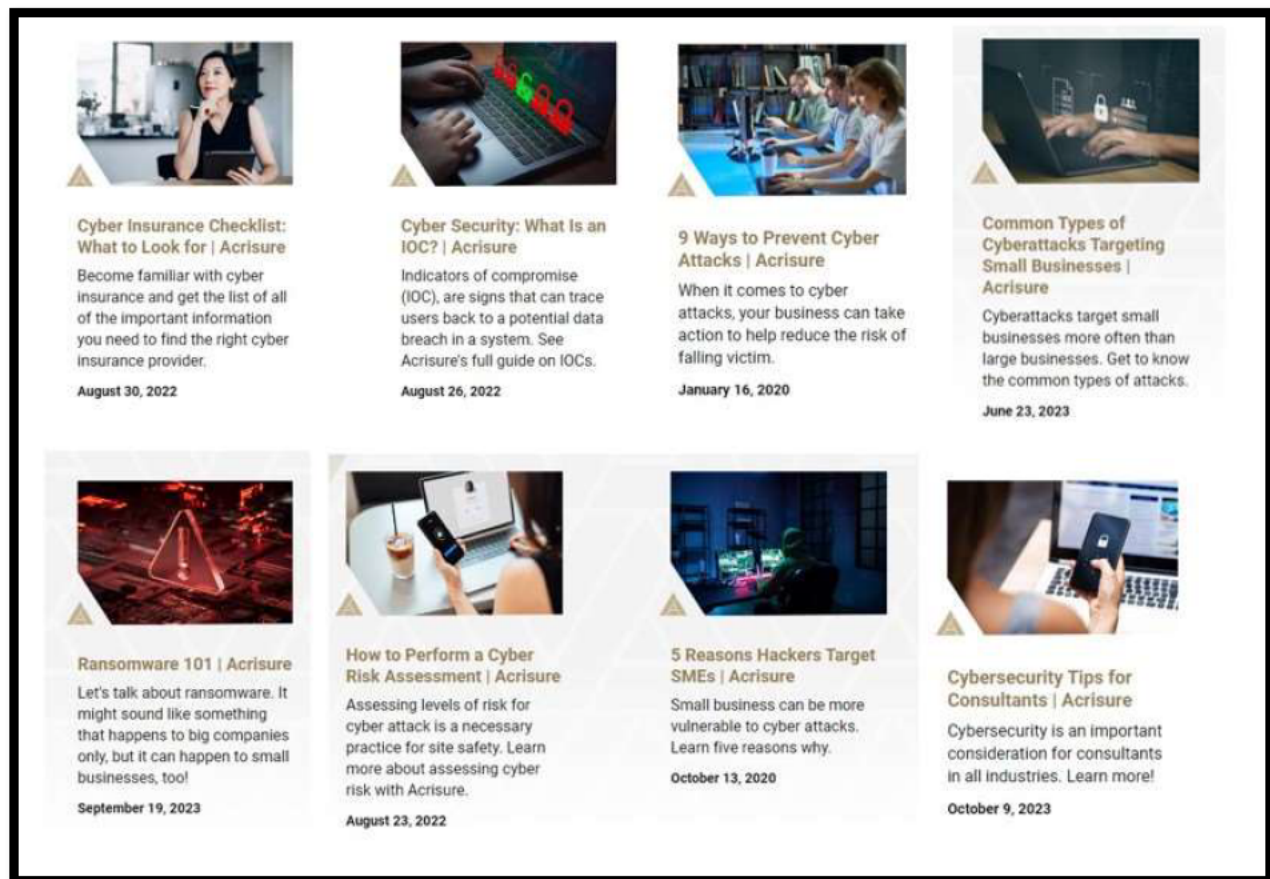 Cyber Insurance Checklist:
What to Look for | Acrisure
Become familiar with cyber
insurance and get the list of all
of the important information
you need to find the right cyber
insurance provider.
August 30, 2022
Cyber Security: What Is an
IOC? | Acrisure
Indicators of compromise
(IOC), are signs that can trace
users back to a potential data
breach in a system. See
Acrisure's full guide on IOCs.
August 26, 2022
9 Ways to Prevent Cyber
Attacks | Acrisure
When it comes to cyber
attacks, your business can take
action to help reduce the risk of
falling victim.
January 16, 2020
Common Types of
Cyberattacks Targeting
Small Businesses |
Acrisure
Cyberattacks target small
businesses more often than
large businesses. Get to know
the common types of attacks.
June 23, 2023
Ransomware 101 | Acrisure
Let's talk about ransomware. It
might sound like something
that happens to big companies
only, but it can happen to small
businesses, too!
September 19, 2023
How to Perform a Cyber
Risk Assessment | Acrisure
Assessing levels of risk for
cyber attack is a necessary
practice for site safety. Learn
more about assessing cyber
risk with Acrisure.
August 23, 2022
5 Reasons Hackers Target
SMEs | Acrisure
Small business can be more
vulnerable to cyber attacks.
Learn five reasons why.
October 13, 2020
Cybersecurity Tips for
Consultants | Acrisure
Cybersecurity is an important
consideration for consultants
in all industries. Learn more!
October 9, 2023